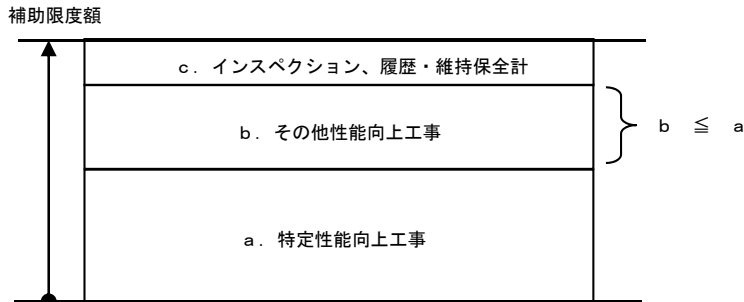 補助限度額
ｃ．インスペクション、履歴・維持保全計
ｂ．その他性能向上工事
ｂ ≦ ａ
ａ．特定性能向上工事